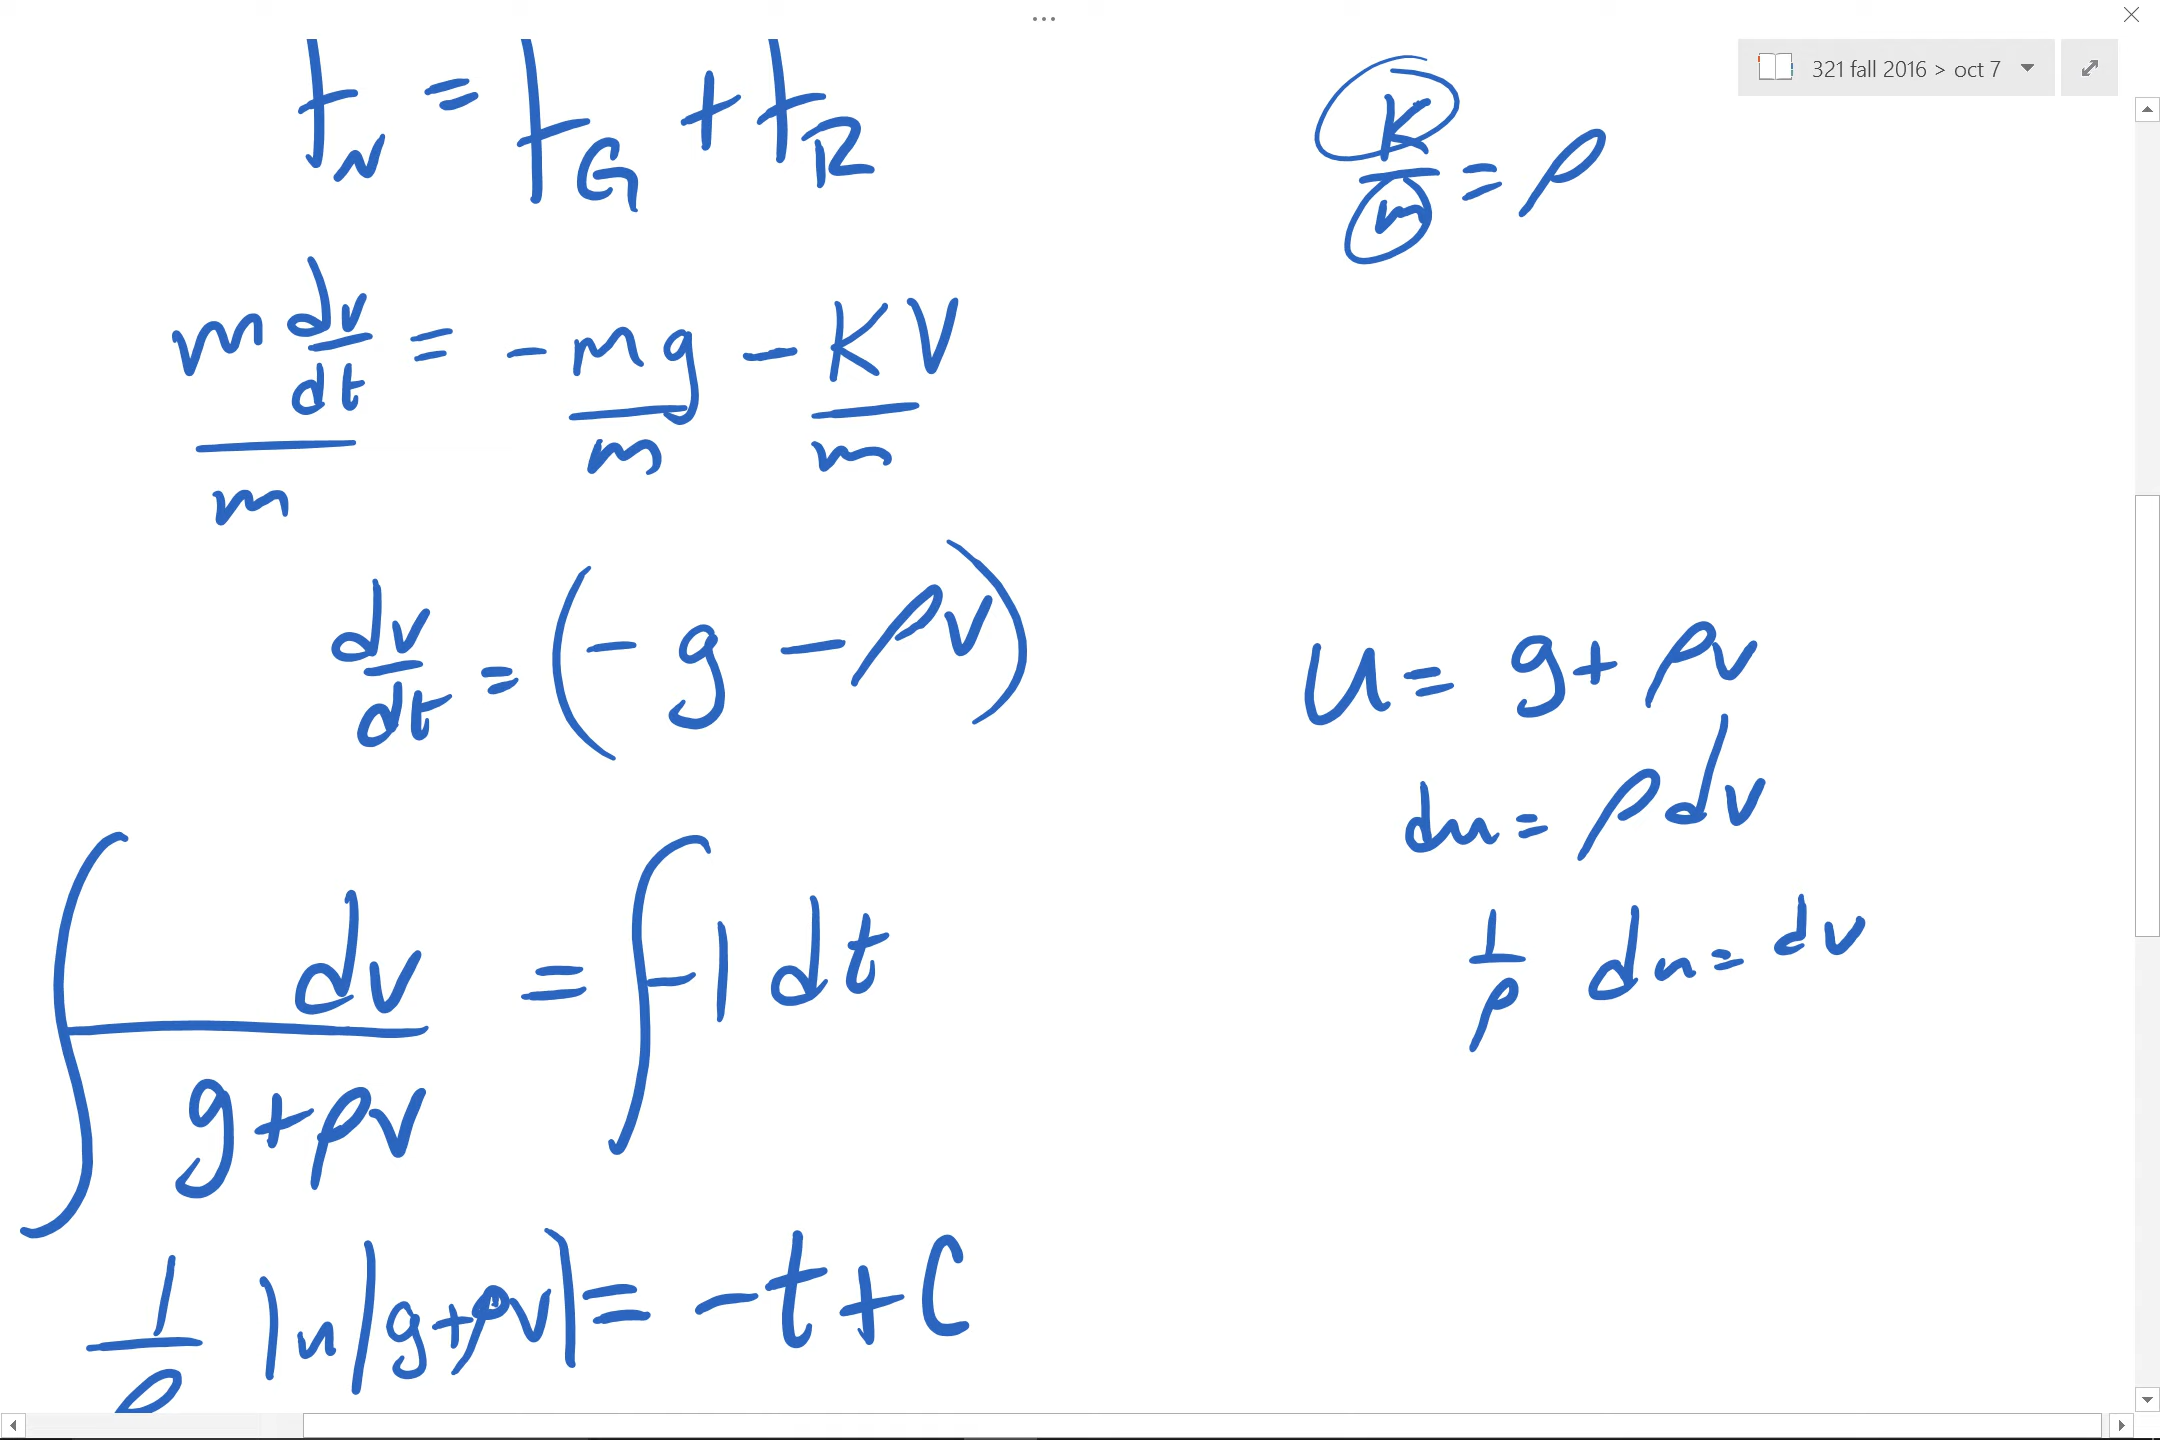 321 fall 2016 > oct 7
F_N = F_G + F_R
K/m = ρ
m dv/dt / m = - mg/m - KV/m
dv/dt = (- g - ρv)
u = g + ρv
du = ρdv
1/ρ du = dv
∫ dv/(g+ρv) = ∫ -1 dt
1/ρ ln|g+ρv| = -t + C